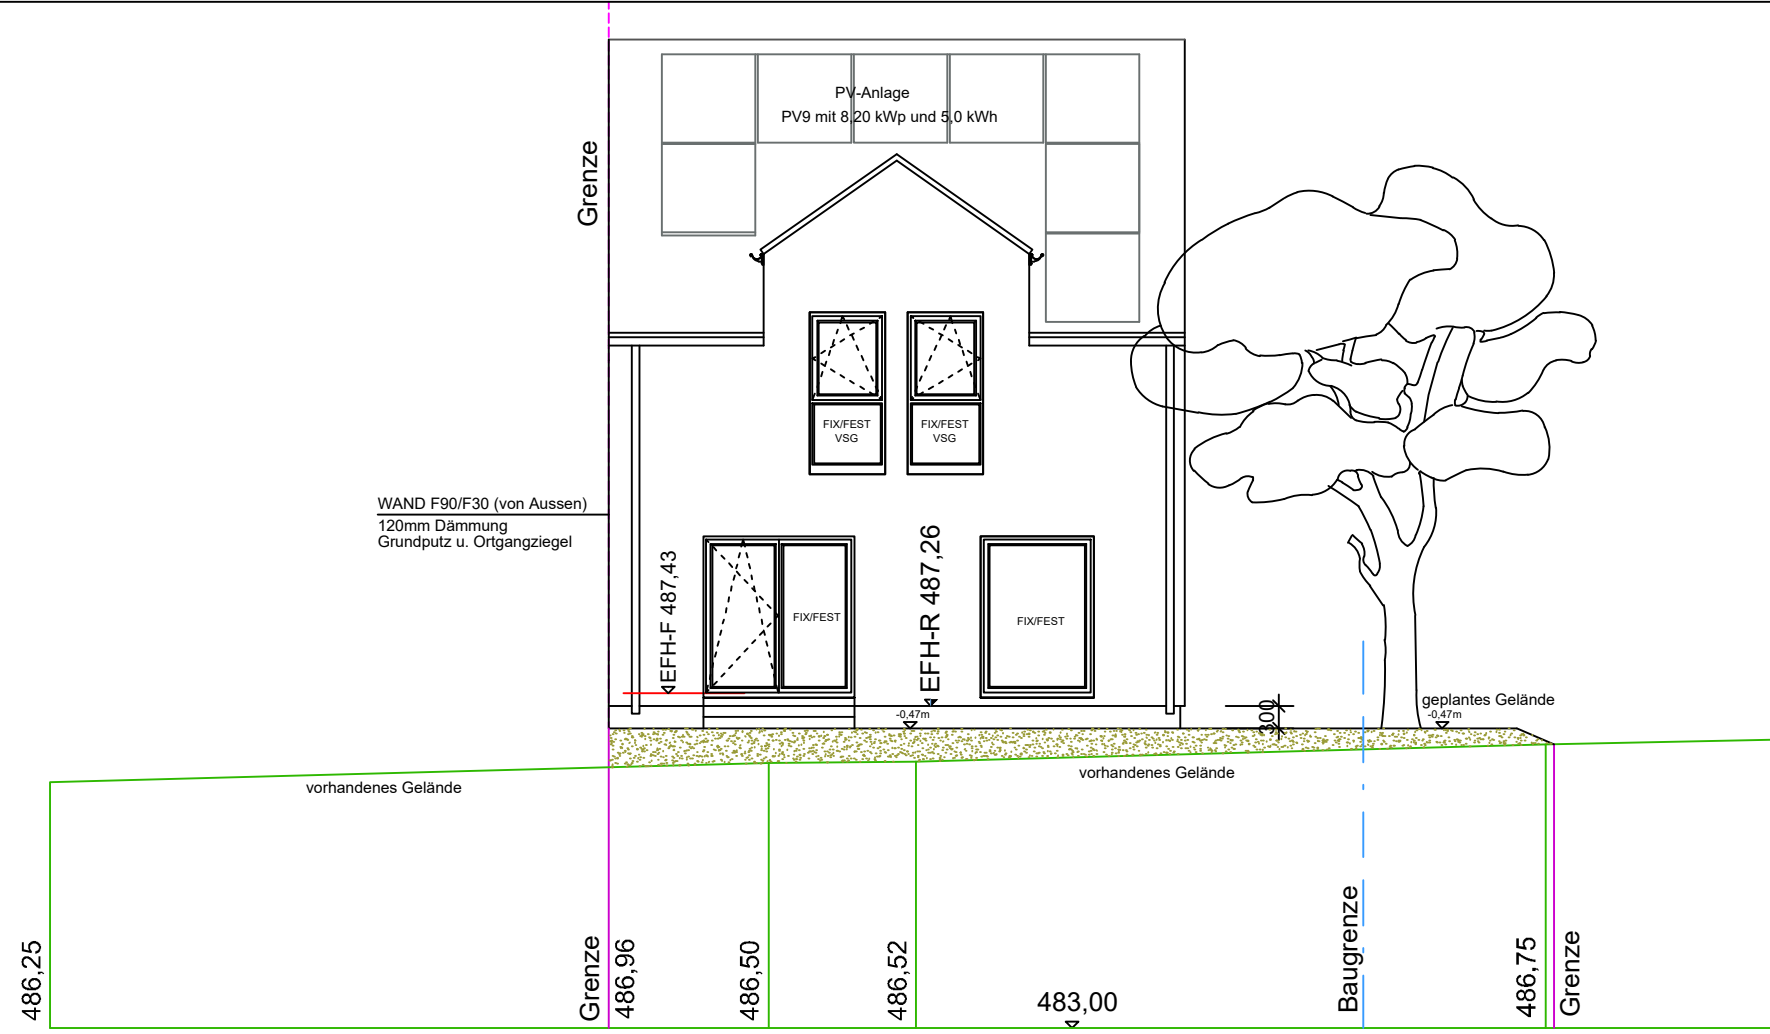 PV-Anlage
PV9 mit 8,20 kWp und 5,0 kWh
Grenze
FIX/FEST
VSG
FIX/FEST
VSG
WAND F90/F30 (von Aussen)
120mm Dämmung
Grundputz u. Ortgangziegel
EFH-F 487,43
EFH-R 487,26
FIX/FEST
FIX/FEST
geplantes Gelände
-0,47m
-0,47m
300
vorhandenes Gelände
vorhandenes Gelände
486,25
Grenze
486,96
486,50
486,52
483,00
Baugrenze
486,75
Grenze